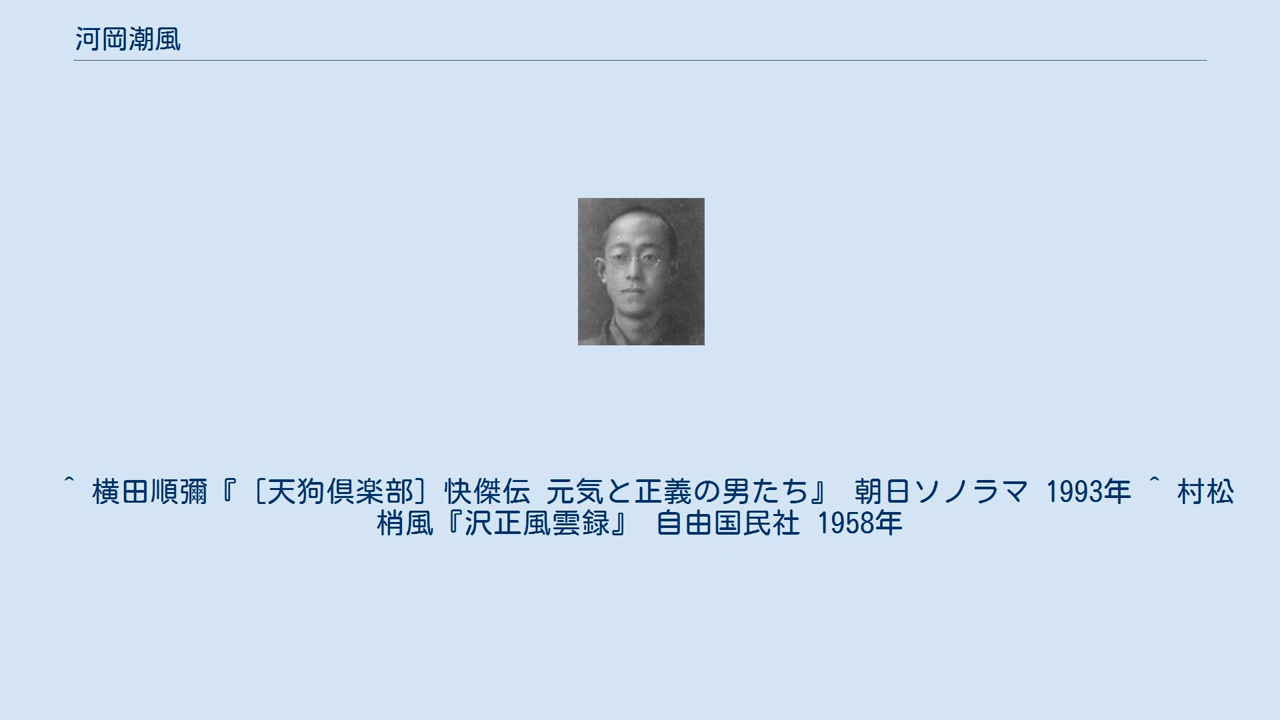 河岡潮風
^ 横田順彌『［天狗倶楽部］快傑伝 元気と正義の男たち』 朝日ソノラマ 1993年 ^ 村松
梢風『沢正風雲録』 自由国民社 1958年